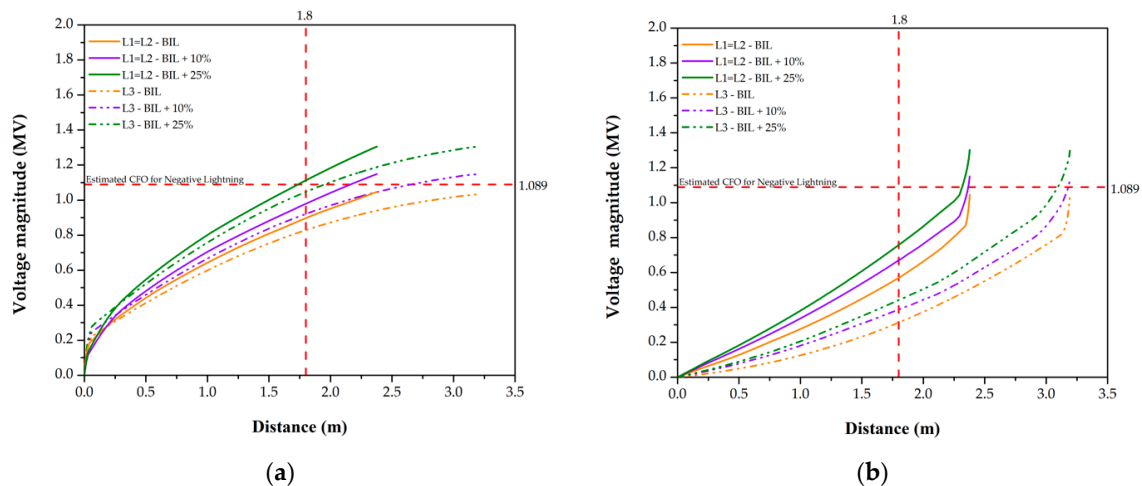 1.8
2.0
1.8
1.6
1.4
1.2
1.0
0.8
0.6
0.4
0.2
0.0
Voltage magnitude (MV)
L1=L2 - BIL
L1=L2 - BIL + 10%
L1=L2 - BIL + 25%
L3 - BIL
L3 - BIL + 10%
L3 - BIL + 25%
Estimated CFO for Negative Lightning
1.089
0.0 0.5 1.0 1.5 2.0 2.5 3.0 3.5
Distance (m)
(a)
1.8
2.0
1.8
1.6
1.4
1.2
1.0
0.8
0.6
0.4
0.2
0.0
Voltage magnitude (MV)
L1=L2 - BIL
L1=L2 - BIL + 10%
L1=L2 - BIL + 25%
L3 - BIL
L3 - BIL + 10%
L3 - BIL + 25%
Estimated CFO for Negative Lightning
1.089
0.0 0.5 1.0 1.5 2.0 2.5 3.0 3.5
Distance (m)
(b)